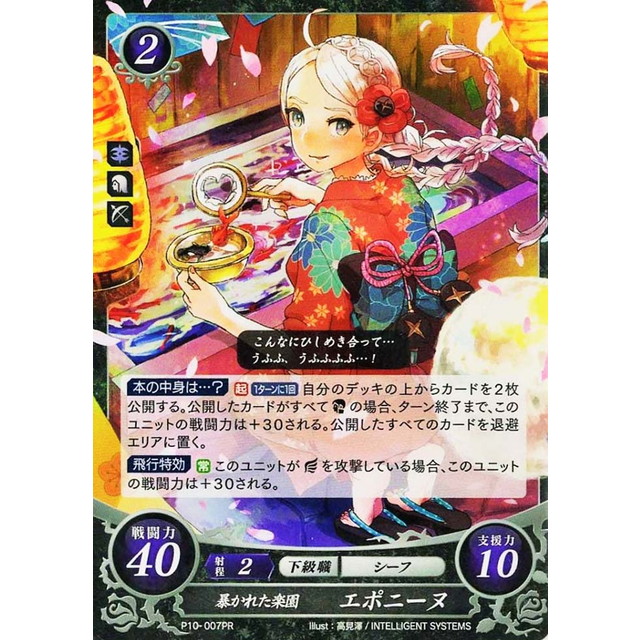 2
こんなにひしめき合って…
うふふ、うふふふふ…！
本の中身は…？ 起 1ターンに1回 自分のデッキの上からカードを2枚
公開する。公開したカードがすべて の場合、ターン終了まで、この
ユニットの戦闘力は＋30される。公開したすべてのカードを退避
エリアに置く。
飛行特効 常 このユニットが を攻撃している場合、このユニット
の戦闘力は＋30される。
戦闘力
40
射程 2
下級職
シーフ
支援力
10
暴かれた楽園 エポニーヌ
P10-007PR
Illust：高見澤 / INTELLIGENT SYSTEMS